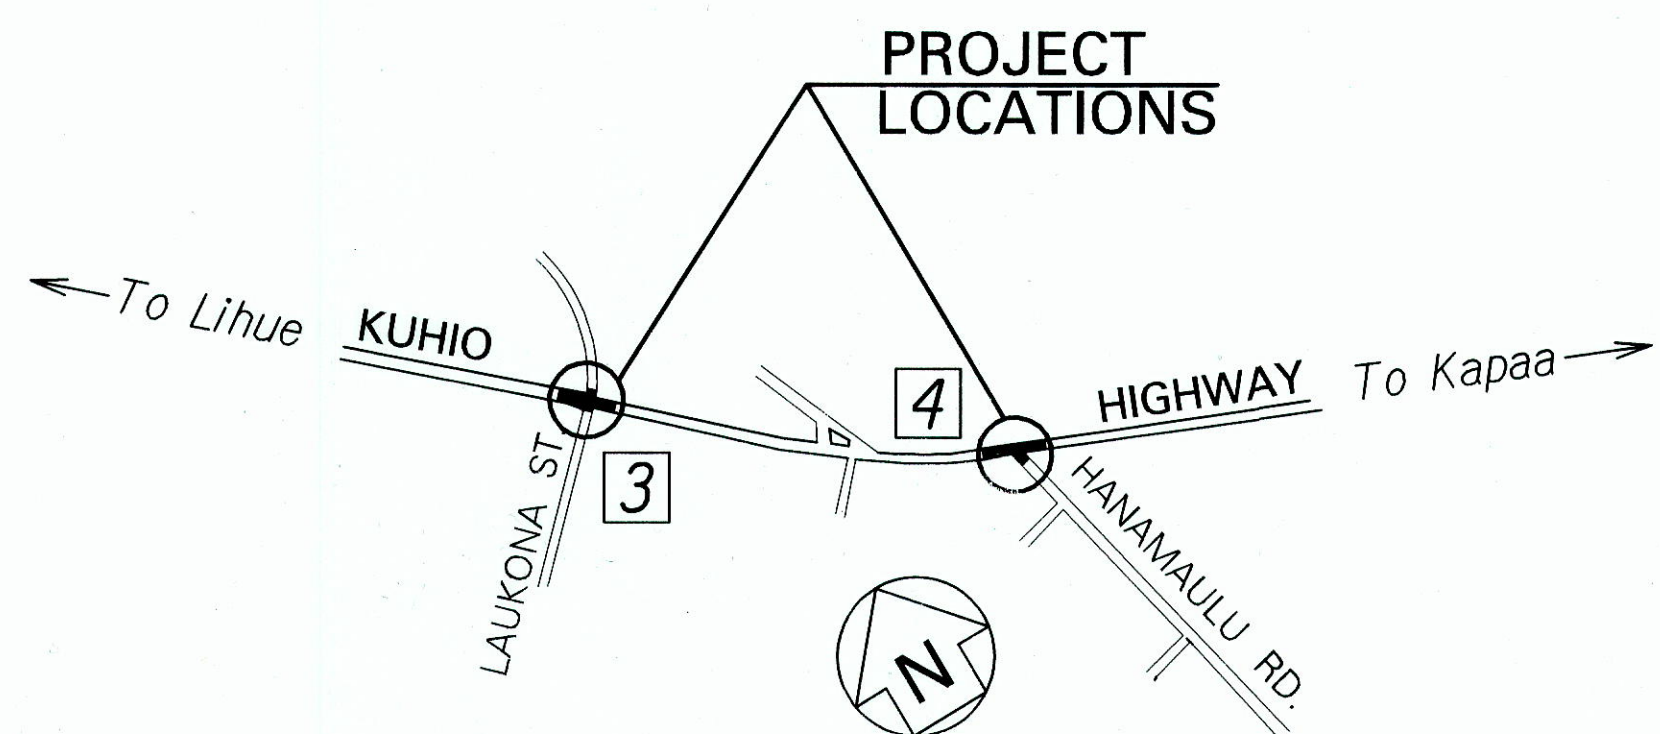 PROJECT
LOCATIONS
To Lihue
KUHIO
HIGHWAY
To Kapaa
4
3
LAUKONA ST.
HANAMAULU RD.
N